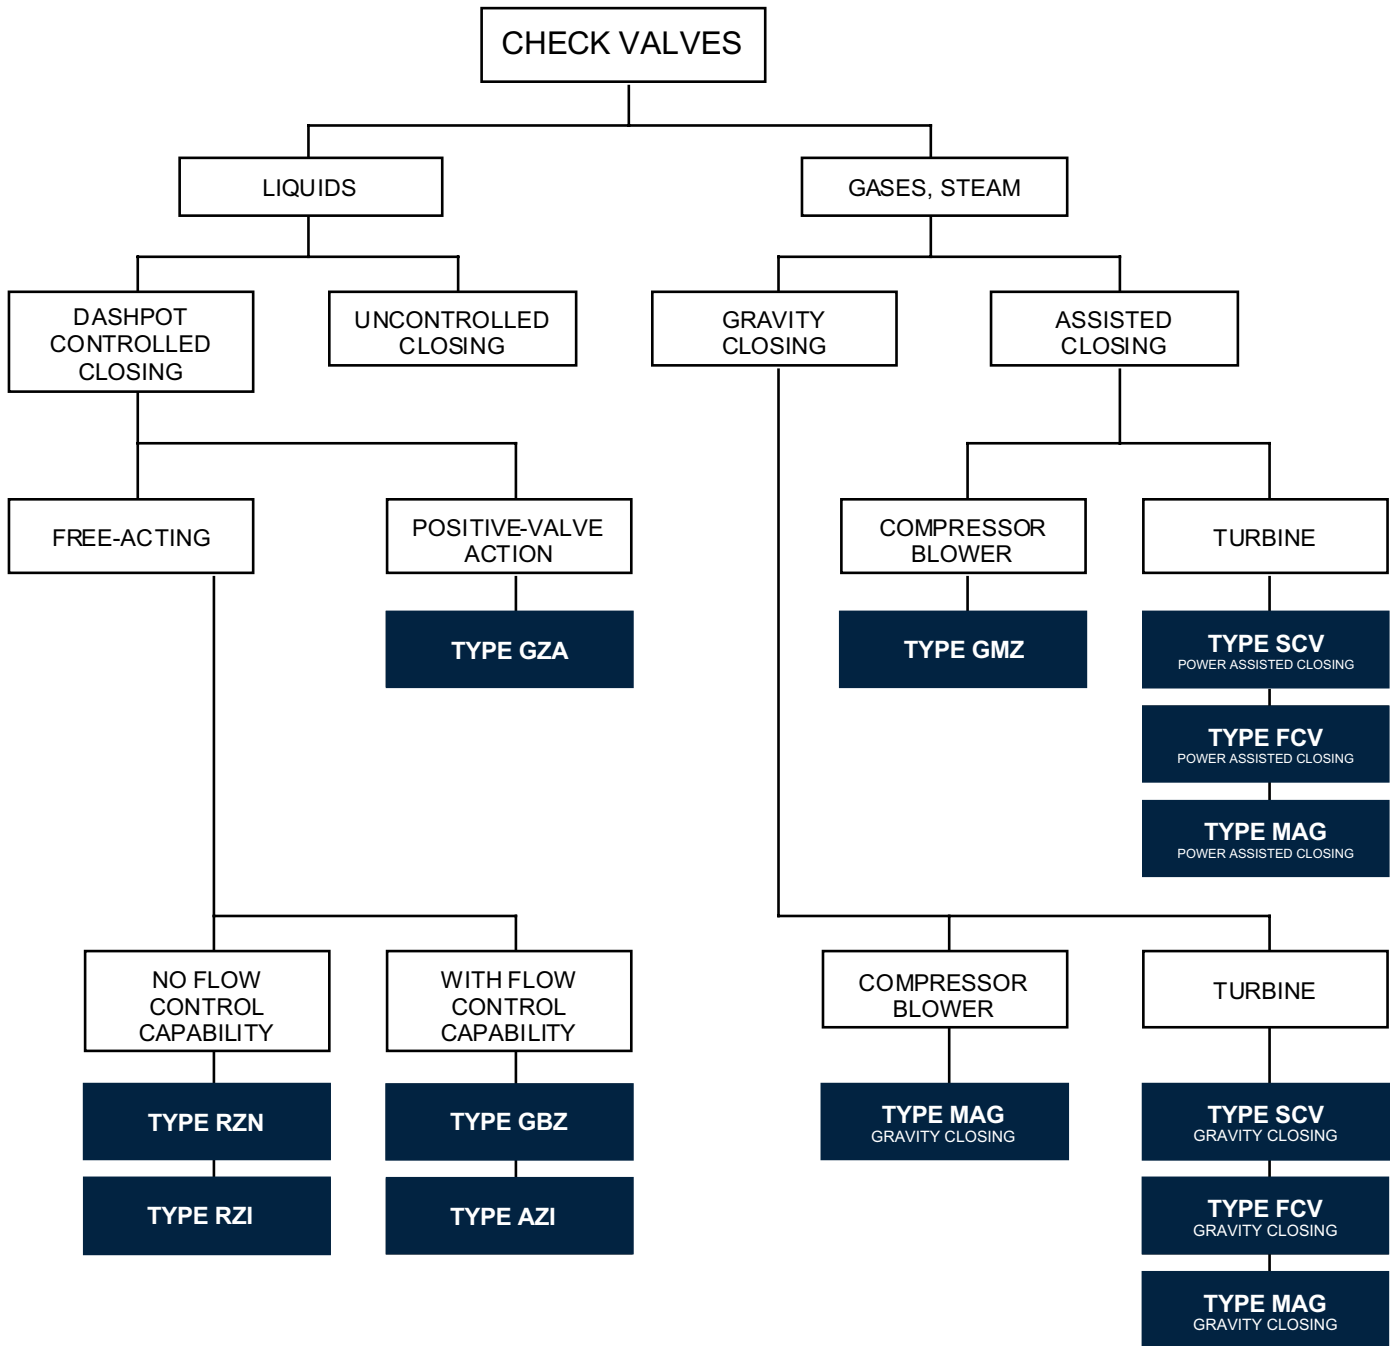 CHECK VALVES
LIQUIDS
GASES, STEAM
DASHPOT
CONTROLLED
CLOSING
UNCONTROLLED
CLOSING
GRAVITY
CLOSING
ASSISTED
CLOSING
FREE-ACTING
POSITIVE-VALVE
ACTION
COMPRESSOR
BLOWER
TURBINE
TYPE GZA
TYPE GMZ
TYPE SCV
POWER ASSISTED CLOSING
TYPE FCV
POWER ASSISTED CLOSING
TYPE MAG
POWER ASSISTED CLOSING
NO FLOW
CONTROL
CAPABILITY
WITH FLOW
CONTROL
CAPABILITY
COMPRESSOR
BLOWER
TURBINE
TYPE RZN
TYPE GBZ
TYPE MAG
GRAVITY CLOSING
TYPE SCV
GRAVITY CLOSING
TYPE RZI
TYPE AZI
TYPE FCV
GRAVITY CLOSING
TYPE MAG
GRAVITY CLOSING